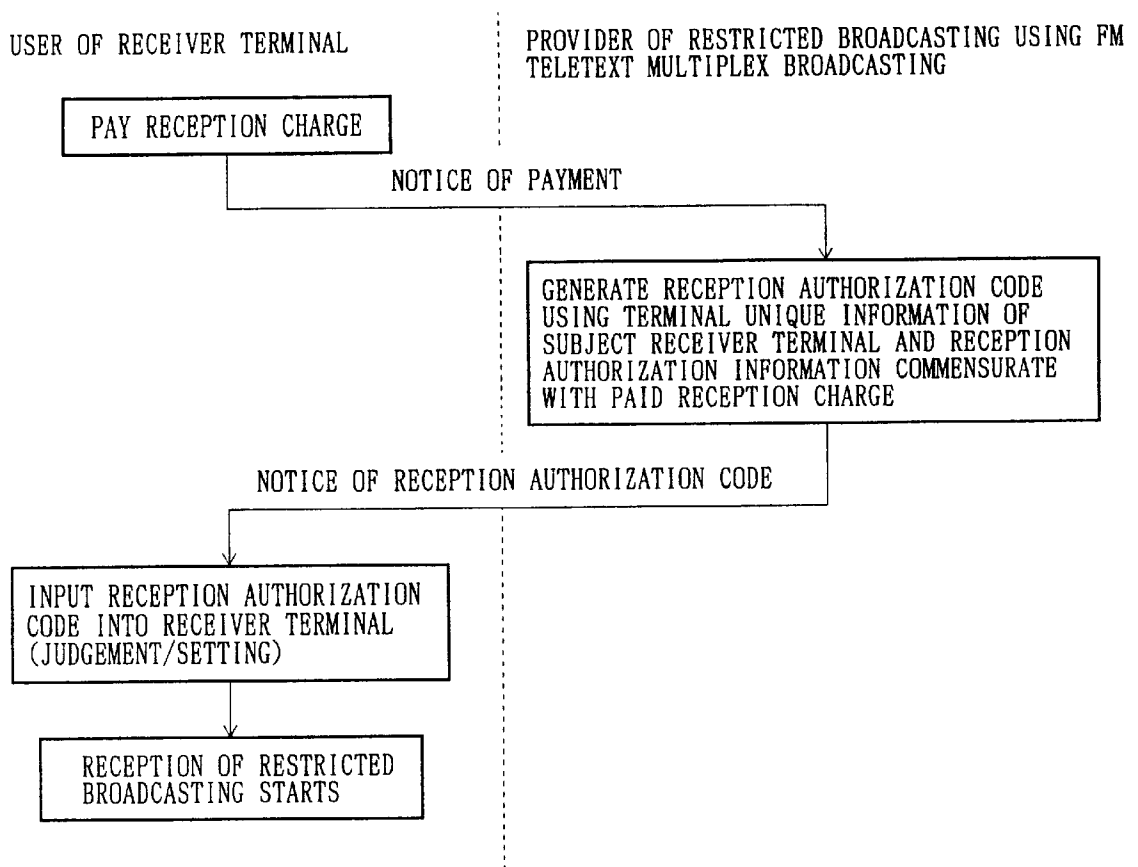 USER OF RECEIVER TERMINAL
PROVIDER OF RESTRICTED BROADCASTING USING FM
TELETEXT MULTIPLEX BROADCASTING
PAY RECEPTION CHARGE
NOTICE OF PAYMENT
GENERATE RECEPTION AUTHORIZATION CODE
USING TERMINAL UNIQUE INFORMATION OF
SUBJECT RECEIVER TERMINAL AND RECEPTION
AUTHORIZATION INFORMATION COMMENSURATE
WITH PAID RECEPTION CHARGE
NOTICE OF RECEPTION AUTHORIZATION CODE
INPUT RECEPTION AUTHORIZATION
CODE INTO RECEIVER TERMINAL
(JUDGEMENT/SETTING)
RECEPTION OF RESTRICTED
BROADCASTING STARTS